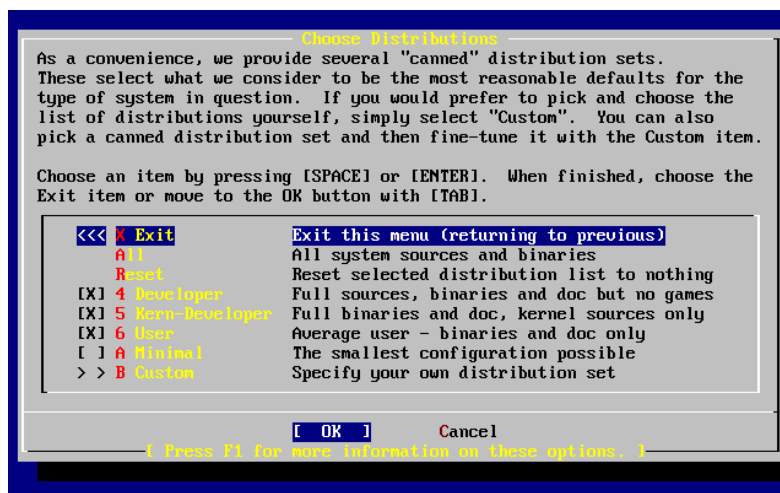 Choose Distributions
As a convenience, we provide several "canned" distribution sets.
These select what we consider to be the most reasonable defaults for the
type of system in question.  If you would prefer to pick and choose the
list of distributions yourself, simply select "Custom".  You can also
pick a canned distribution set and then fine-tune it with the Custom item.
Choose an item by pressing [SPACE] or [ENTER].  When finished, choose the
Exit item or move to the OK button with [TAB].
<<< X Exit Exit this menu (returning to previous)
All All system sources and binaries
Reset Reset selected distribution list to nothing
[X] 4 Developer Full sources, binaries and doc but no games
[X] 5 Kern-Developer Full binaries and doc, kernel sources only
[X] 6 User Average user - binaries and doc only
[ ] A Minimal The smallest configuration possible
> > B Custom Specify your own distribution set
[ OK ] Cancel
[ Press F1 for more information on these options. ]